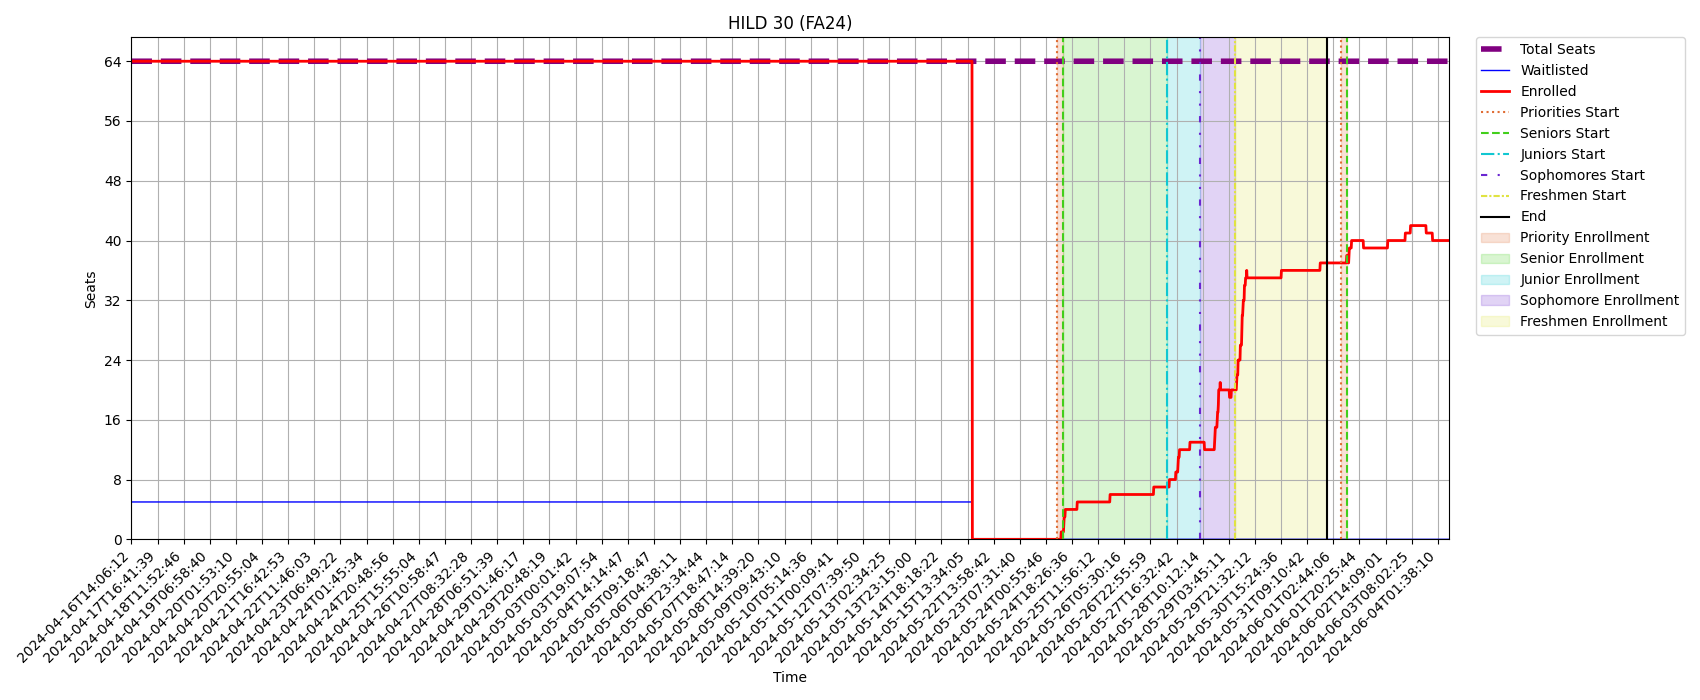 HILD 30 (FA24)
Total Seats
Waitlisted
Enrolled
Priorities Start
Seniors Start
Juniors Start
Sophomores Start
Freshmen Start
End
Priority Enrollment
Senior Enrollment
Junior Enrollment
Sophomore Enrollment
Freshmen Enrollment
Seats
64
56
48
40
32
24
16
8
0
2024-04-16T14:06:12
2024-04-17T16:41:39
2024-04-18T11:52:46
2024-04-19T06:58:40
2024-04-20T01:53:10
2024-04-20T20:55:04
2024-04-21T16:42:53
2024-04-22T11:46:03
2024-04-23T06:49:22
2024-04-24T01:45:34
2024-04-24T20:48:56
2024-04-25T15:55:04
2024-04-26T10:58:47
2024-04-27T08:32:28
2024-04-28T06:51:39
2024-04-29T01:46:17
2024-04-29T20:48:19
2024-05-03T00:01:42
2024-05-03T19:07:54
2024-05-04T14:14:47
2024-05-05T09:18:47
2024-05-06T04:38:11
2024-05-06T23:34:44
2024-05-07T18:47:14
2024-05-08T14:39:20
2024-05-09T09:43:10
2024-05-10T05:14:36
2024-05-11T00:09:41
2024-05-12T07:39:50
2024-05-13T02:34:25
2024-05-13T23:15:00
2024-05-14T18:18:22
2024-05-15T13:34:05
2024-05-22T13:58:42
2024-05-23T07:31:40
2024-05-24T00:55:46
2024-05-24T18:26:36
2024-05-25T11:56:12
2024-05-26T05:30:16
2024-05-26T22:55:59
2024-05-27T16:32:42
2024-05-28T10:12:14
2024-05-29T03:45:11
2024-05-29T21:32:12
2024-05-30T15:24:36
2024-05-31T09:10:42
2024-06-01T02:44:06
2024-06-01T20:25:44
2024-06-02T14:09:01
2024-06-03T08:02:25
2024-06-04T01:38:10
Time